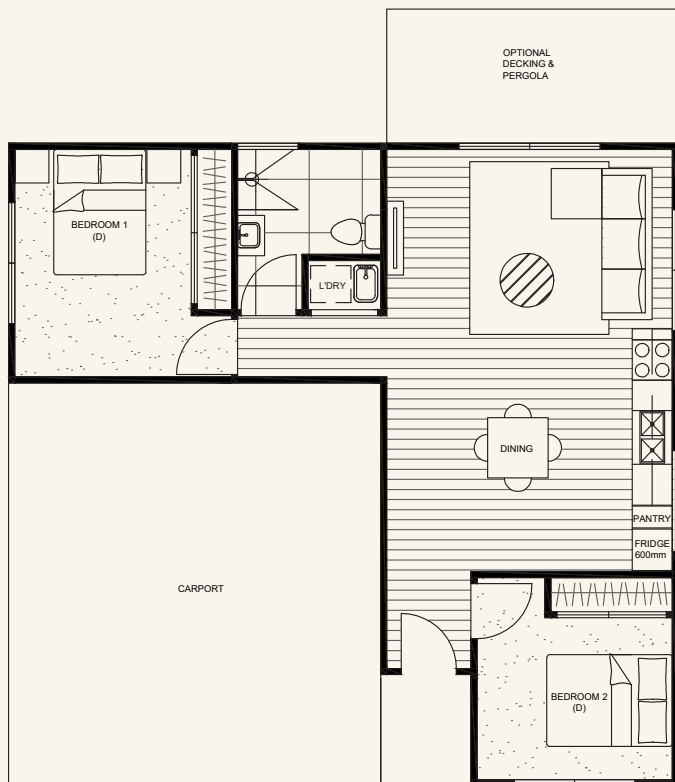 OPTIONAL
DECKING &
PERGOLA
BEDROOM 1
(D)
L'DRY
DINING
PANTRY
FRIDGE
600mm
CARPORT
BEDROOM 2
(D)